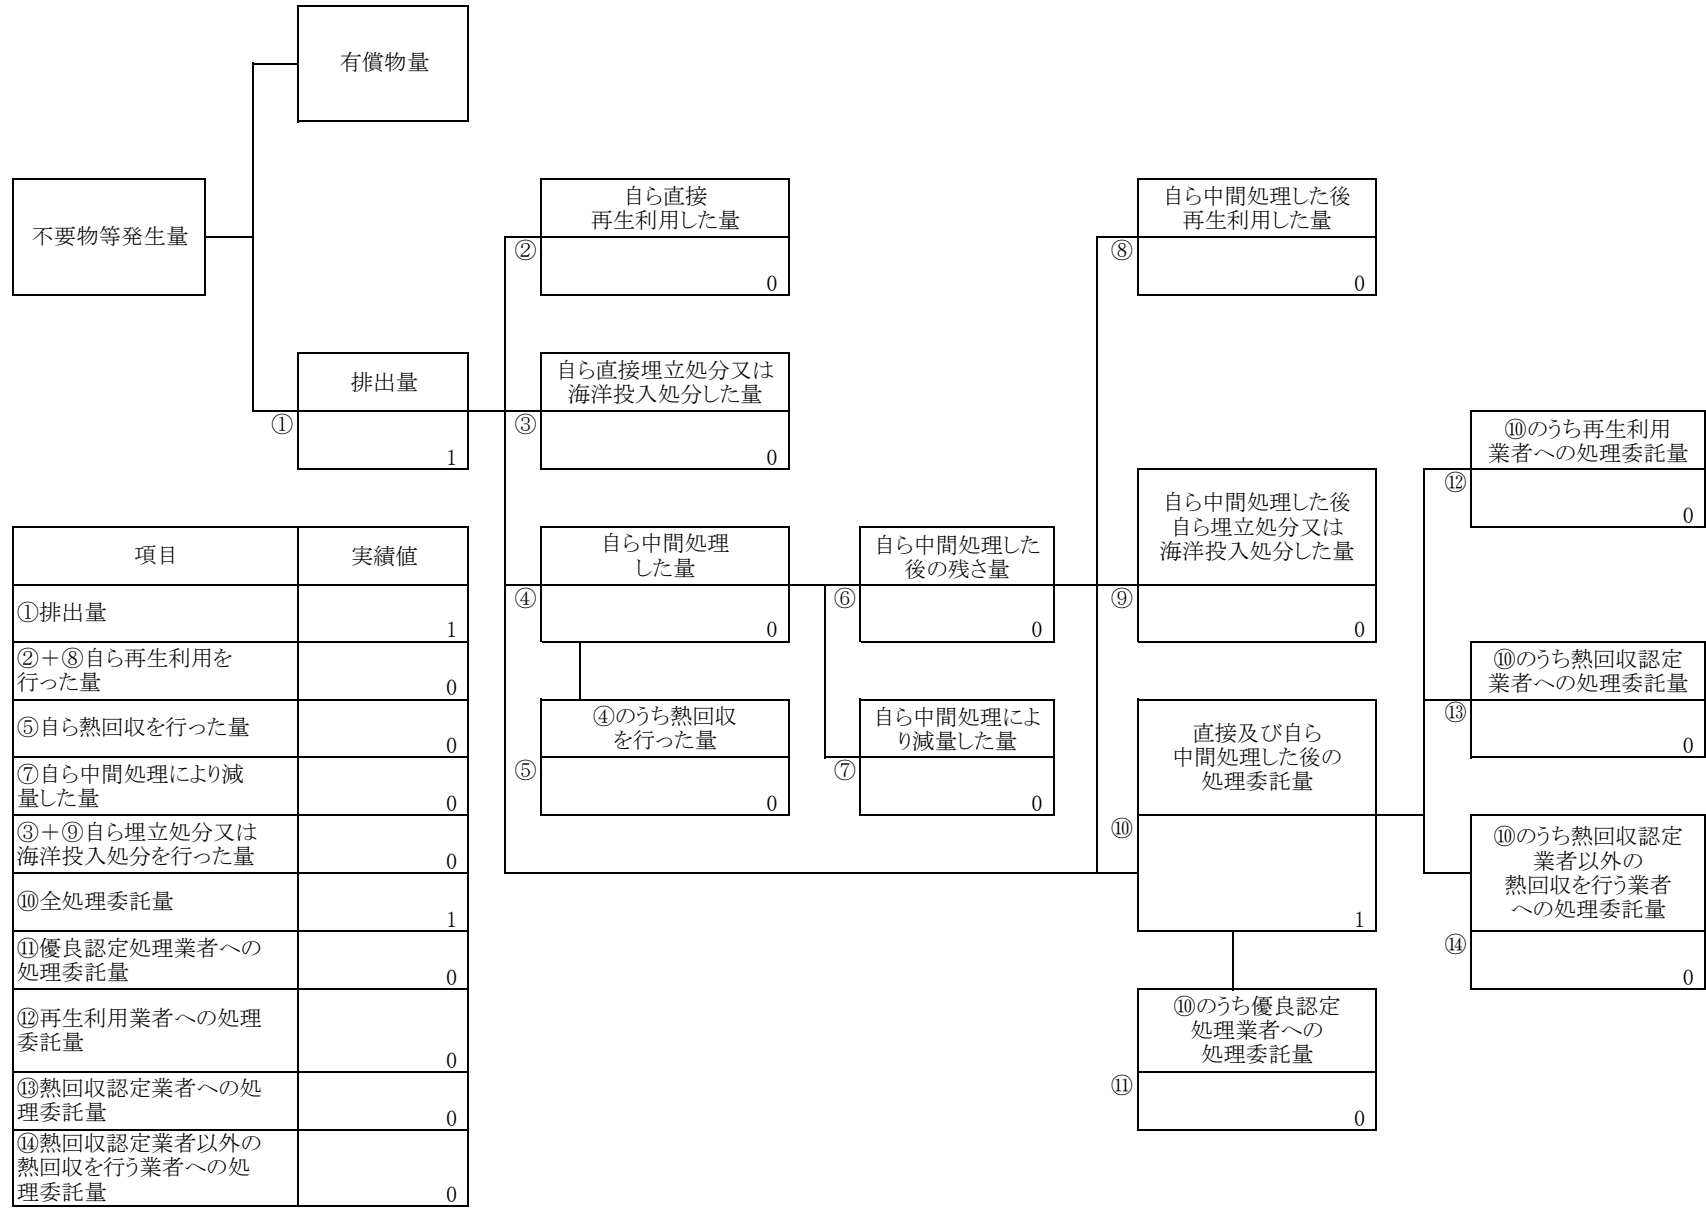 有償物量
不要物等発生量
自ら直接
再生利用した量
②
0
自ら中間処理した後
再生利用した量
⑧
0
排出量
①
1
自ら直接埋立処分又は
海洋投入処分した量
③
0
⑩のうち再生利用
業者への処理委託量
⑫
0
自ら中間処理した後
自ら埋立処分又は
海洋投入処分した量
⑨
0
自ら中間処理
した量
④
0
自ら中間処理した
後の残さ量
⑥
0
④のうち熱回収
を行った量
⑤
0
自ら中間処理によ
り減量した量
⑦
0
直接及び自ら
中間処理した後の
処理委託量
⑩
1
⑩のうち熱回収認定
業者への処理委託量
⑬
0
⑩のうち熱回収認定
業者以外の
熱回収を行う業者
への処理委託量
⑭
0
⑩のうち優良認定
処理業者への
処理委託量
⑪
0
項目 実績値
①排出量
1
②+⑧自ら再生利用を
行った量
0
⑤自ら熱回収を行った量
0
⑦自ら中間処理により減
量した量
0
③+⑨自ら埋立処分又は
海洋投入処分を行った量
0
⑩全処理委託量
1
⑪優良認定処理業者への
処理委託量
0
⑫再生利用業者への処理
委託量
0
⑬熱回収認定業者への処
理委託量
0
⑭熱回収認定業者以外の
熱回収を行う業者への処
理委託量
0